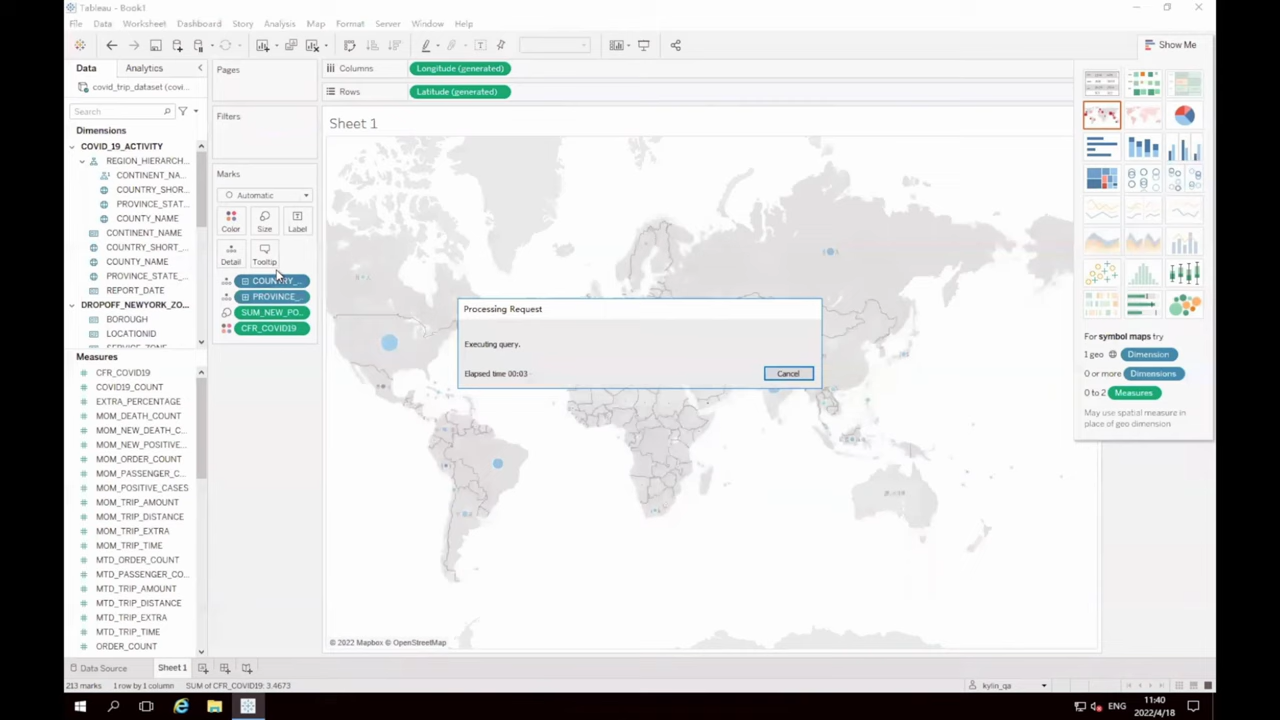 Tableau - Book1
File Data Worksheet Dashboard Story Analysis Map Format Server Window Help
Show Me
Data Analytics
covid_trip_dataset (covi...
Search
Dimensions
COVID_19_ACTIVITY
REGION_HIERARCH...
CONTINENT_NA...
COUNTRY_SHOR...
PROVINCE_STAT...
COUNTY_NAME
CONTINENT_NAME
COUNTRY_SHORT_...
COUNTY_NAME
PROVINCE_STATE_...
REPORT_DATE
DROPOFF_NEWYORK_ZO...
BOROUGH
LOCATIONID
Measures
CFR_COVID19
COVID19_COUNT
EXTRA_PERCENTAGE
MOM_DEATH_COUNT
MOM_NEW_DEATH_C...
MOM_NEW_POSITIVE...
MOM_ORDER_COUNT
MOM_PASSENGER_C...
MOM_POSITIVE_CASES
MOM_TRIP_AMOUNT
MOM_TRIP_DISTANCE
MOM_TRIP_EXTRA
MOM_TRIP_TIME
MTD_ORDER_COUNT
MTD_PASSENGER_CO...
MTD_TRIP_AMOUNT
MTD_TRIP_DISTANCE
MTD_TRIP_EXTRA
MTD_TRIP_TIME
ORDER_COUNT
Pages
Filters
Marks
Automatic
Color Size Label
Detail Tooltip
COUNTRY_...
PROVINCE_...
SUM_NEW_PO...
CFR_COVID19
Columns Longitude (generated)
Rows Latitude (generated)
Sheet 1
Processing Request
Executing query.
Elapsed time 00:03
Cancel
© 2022 Mapbox © OpenStreetMap
For symbol maps try
1 geo Dimension
0 or more Dimensions
0 to 2 Measures
May use spatial measure in
place of geo dimension
Data Source Sheet 1
213 marks 1 row by 1 column SUM of CFR_COVID19: 3.4673
kylin_qa
ENG
11:40
2022/4/18